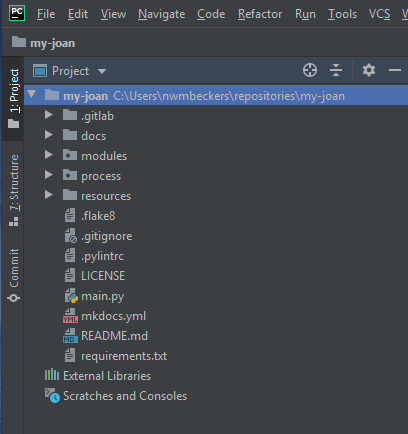 PC File Edit View Navigate Code Refactor Run Tools VCS W
my-joan
1: Project
Project
my-joan C:\Users\nwmbeckers\repositories\my-joan
.gitlab
docs
modules
process
resources
.flake8
.gitignore
.pylintrc
LICENSE
main.py
mkdocs.yml
README.md
requirements.txt
External Libraries
Scratches and Consoles
7: Structure
Commit